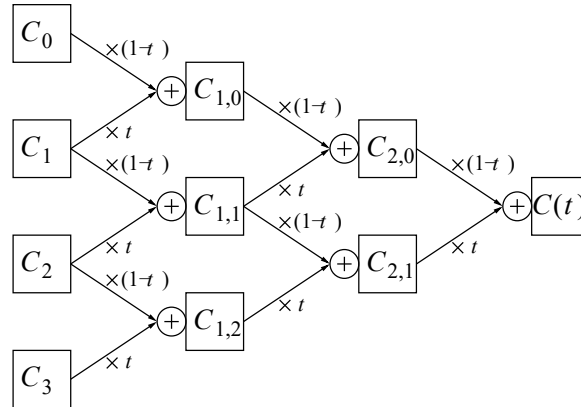 C₀
×(1-t)
+
C₁,₀
×(1-t)
C₁
×t
+
C₂,₀
×(1-t)
×(1-t)
×t
+
C₁,₁
+
C(t)
C₂
×t
×(1-t)
×t
×(1-t)
+
C₂,₁
+
C₁,₂
×t
C₃
×t